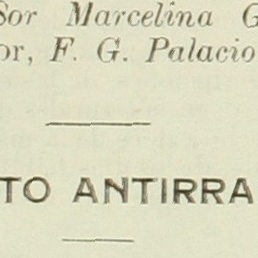 Sor Marcelina G
or, F. G. Palacio
TO ANTIRRA